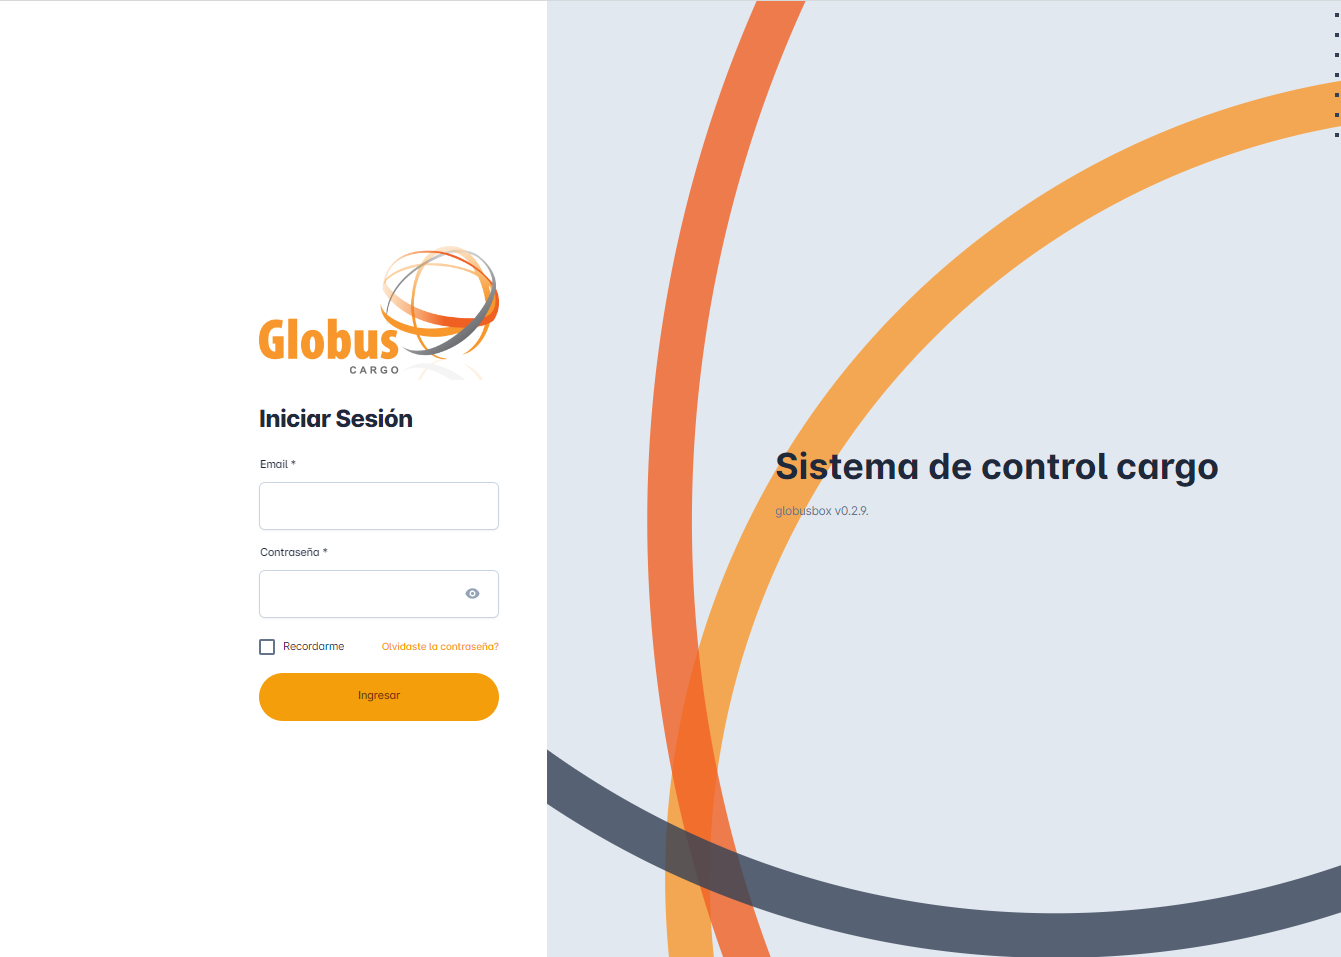 Globus
CARGO
Iniciar Sesión
Email *
Contraseña *
Recordarme
Olvidaste la contraseña?
Ingresar
Sistema de control cargo
globusbox v0.2.9.